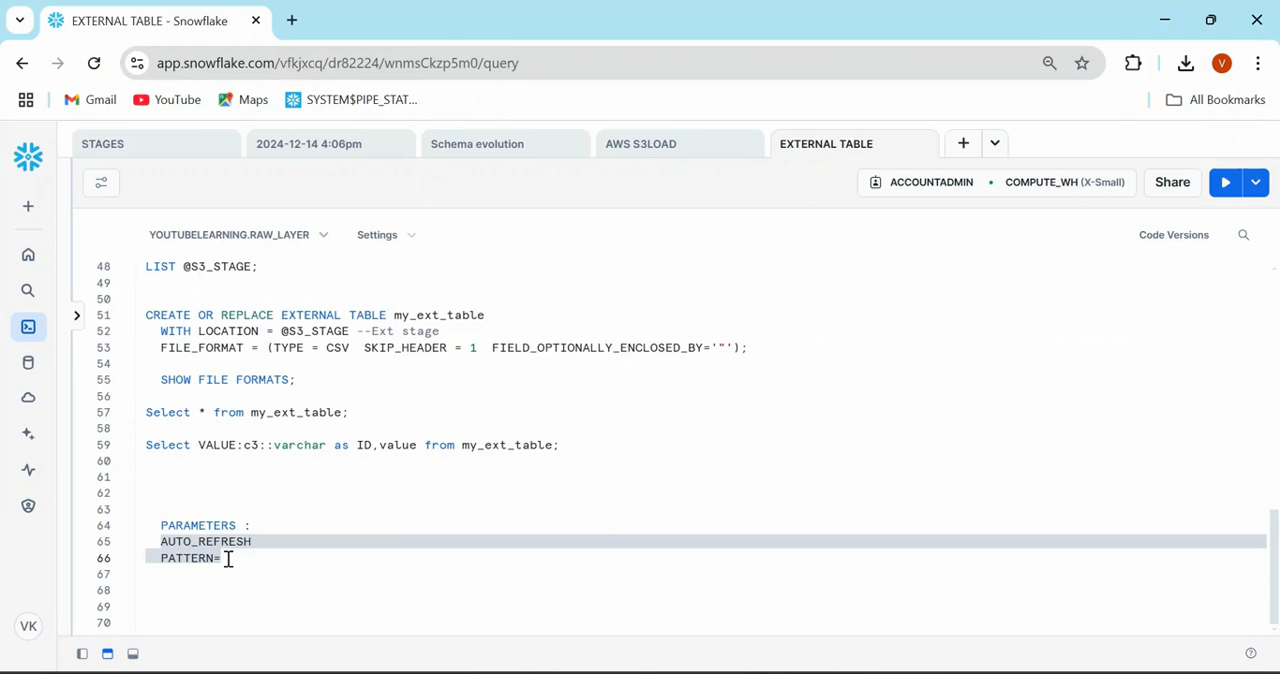 EXTERNAL TABLE - Snowflake
app.snowflake.com/vfkjxcq/dr82224/wnmsCkzp5m0/query
V
Gmail YouTube Maps SYSTEM$PIPE_STAT... All Bookmarks
STAGES 2024-12-14 4:06pm Schema evolution AWS S3LOAD EXTERNAL TABLE
ACCOUNTADMIN • COMPUTE_WH (X-Small) Share
YOUTUBELEARNING.RAW_LAYER Settings Code Versions
48 LIST @S3_STAGE;
49
50
51 CREATE OR REPLACE EXTERNAL TABLE my_ext_table
52 WITH LOCATION = @S3_STAGE --Ext stage
53 FILE_FORMAT = (TYPE = CSV SKIP_HEADER = 1 FIELD_OPTIONALLY_ENCLOSED_BY='"');
54
55 SHOW FILE FORMATS;
56
57 Select * from my_ext_table;
58
59 Select VALUE:c3::varchar as ID,value from my_ext_table;
60
61
62
63
64 PARAMETERS :
65 AUTO_REFRESH
66 PATTERN=
67
68
69
70
VK